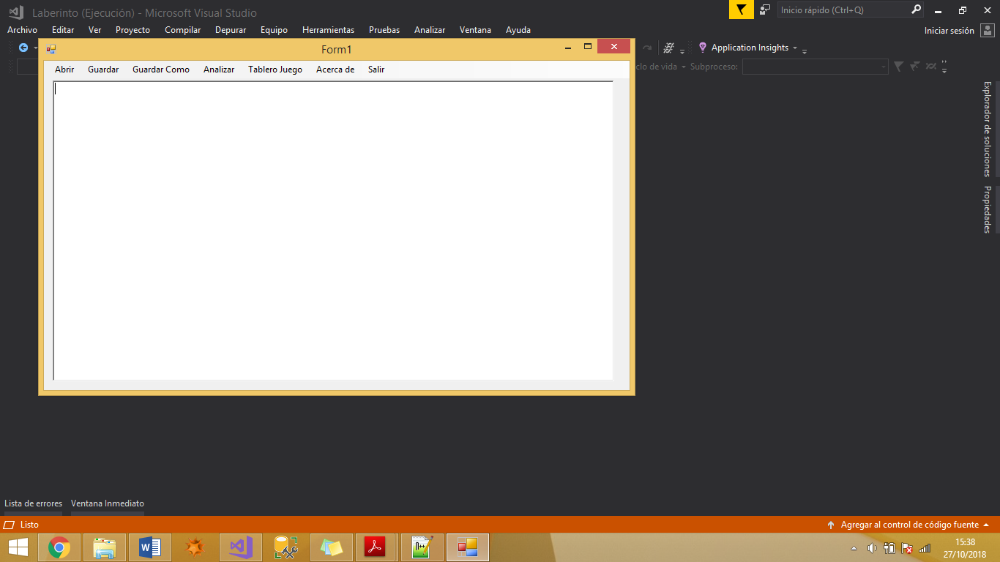 Laberinto (Ejecución) - Microsoft Visual Studio
Inicio rápido (Ctrl+Q)
Archivo Editar Ver Proyecto Compilar Depurar Equipo Herramientas Pruebas Analizar Ventana Ayuda
Iniciar sesión
Form1
Application Insights
Abrir Guardar Guardar Como Analizar Tablero Juego Acerca de Salir
clo de vida Subproceso:
Explorador de soluciones
Propiedades
Lista de errores Ventana Inmediato
Listo
Agregar al control de código fuente
15:38
27/10/2018